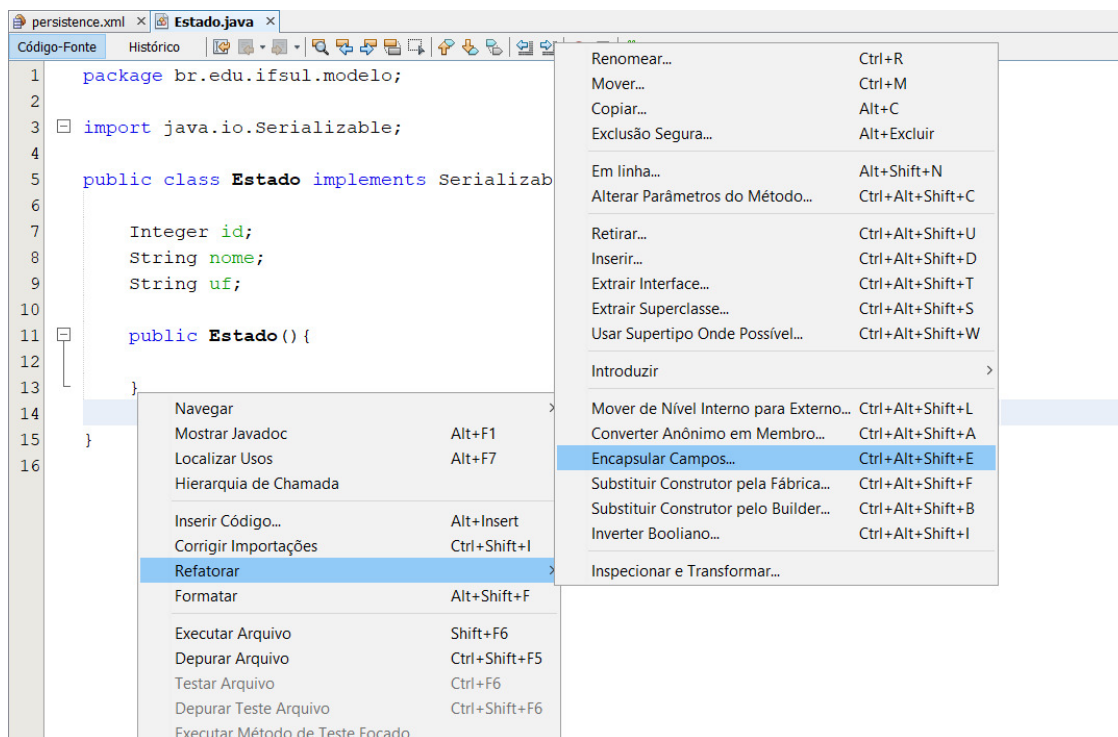 persistence.xml × Estado.java ×
Código-Fonte Histórico
1 package br.edu.ifsul.modelo;
2
3 import java.io.Serializable;
4
5 public class Estado implements Serializab
6
7 Integer id;
8 String nome;
9 String uf;
10
11 public Estado(){
12
13 }
14
15 }
16
Navegar
Mostrar Javadoc Alt+F1
Localizar Usos Alt+F7
Hierarquia de Chamada
Inserir Código... Alt+Insert
Corrigir Importações Ctrl+Shift+I
Refatorar
Formatar Alt+Shift+F
Executar Arquivo Shift+F6
Depurar Arquivo Ctrl+Shift+F5
Testar Arquivo Ctrl+F6
Depurar Teste Arquivo Ctrl+Shift+F6
Executar Método de Teste Focado
Renomear... Ctrl+R
Mover... Ctrl+M
Copiar... Alt+C
Exclusão Segura... Alt+Excluir
Em linha... Alt+Shift+N
Alterar Parâmetros do Método... Ctrl+Alt+Shift+C
Retirar... Ctrl+Alt+Shift+U
Inserir... Ctrl+Alt+Shift+D
Extrair Interface... Ctrl+Alt+Shift+T
Extrair Superclasse... Ctrl+Alt+Shift+S
Usar Supertipo Onde Possível... Ctrl+Alt+Shift+W
Introduzir
Mover de Nível Interno para Externo... Ctrl+Alt+Shift+L
Converter Anônimo em Membro... Ctrl+Alt+Shift+A
Encapsular Campos... Ctrl+Alt+Shift+E
Substituir Construtor pela Fábrica... Ctrl+Alt+Shift+F
Substituir Construtor pelo Builder... Ctrl+Alt+Shift+B
Inverter Booliano... Ctrl+Alt+Shift+I
Inspecionar e Transformar...